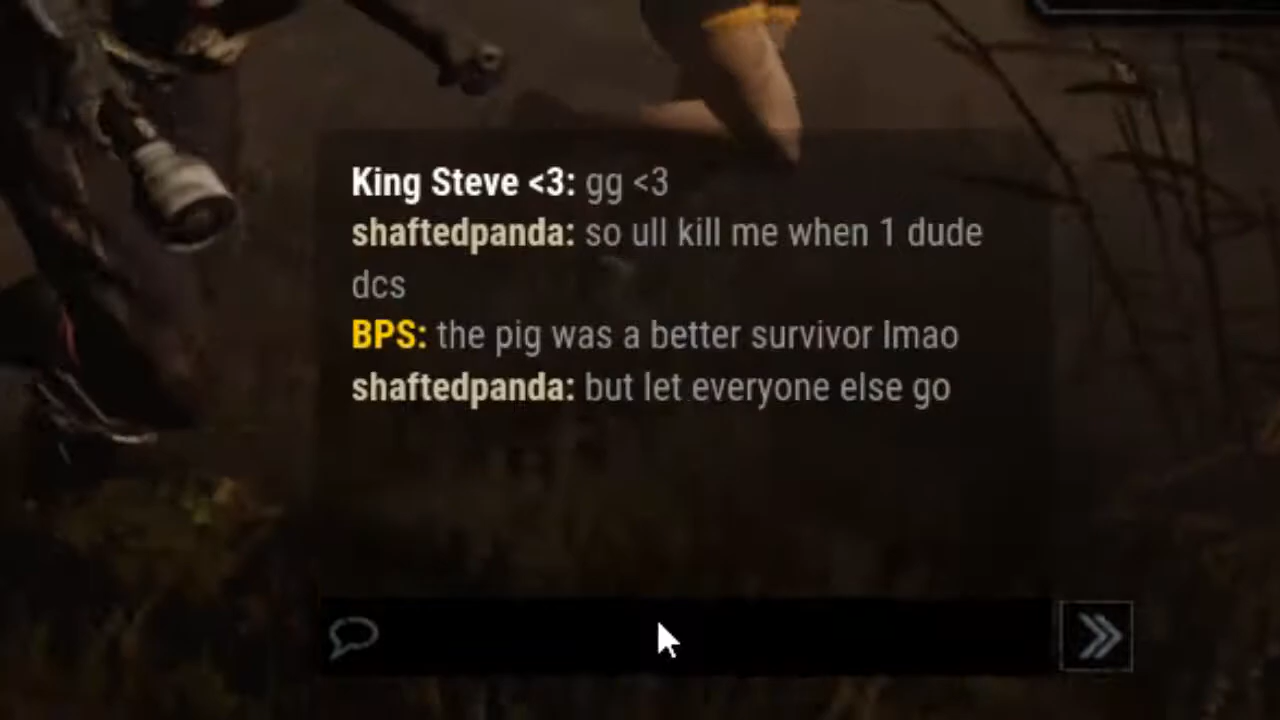 King Steve <3: gg <3
shaftedpanda: so ull kill me when 1 dude
dcs
BPS: the pig was a better survivor lmao
shaftedpanda: but let everyone else go